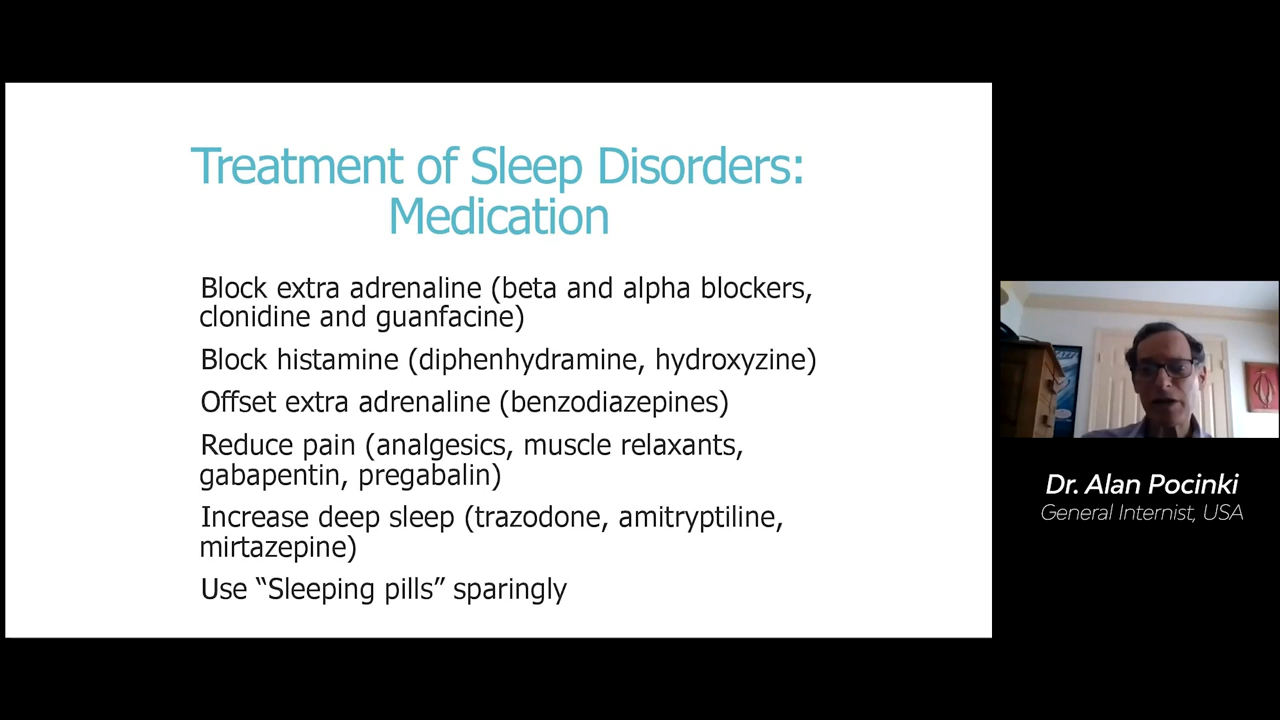 Treatment of Sleep Disorders:
Medication
Block extra adrenaline (beta and alpha blockers,
clonidine and guanfacine)
Block histamine (diphenhydramine, hydroxyzine)
Offset extra adrenaline (benzodiazepines)
Reduce pain (analgesics, muscle relaxants,
gabapentin, pregabalin)
Increase deep sleep (trazodone, amitryptiline,
mirtazepine)
Use “Sleeping pills” sparingly
Dr. Alan Pocinki
General Internist, USA